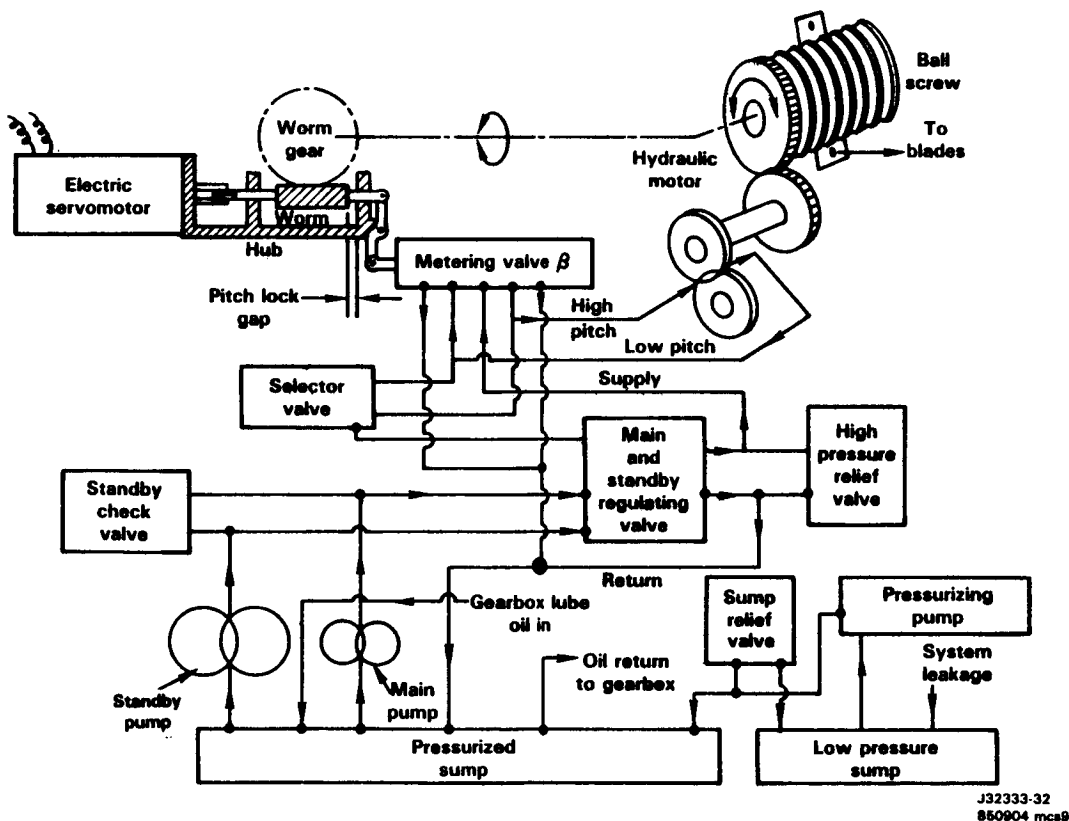 Ball
screw
To
blades
Worm
gear
Hydraulic
motor
Electric
servomotor
Worm
Hub
Metering valve β
Pitch lock
gap
High
pitch
Low pitch
Supply
Selector
valve
Main
and
standby
regulating
valve
High
pressure
relief
valve
Standby
check
valve
Return
Gearbox lube
oil in
Sump
relief
valve
Pressurizing
pump
System
leakage
Oil return
to gearbox
Standby
pump
Main
pump
Pressurized
sump
Low pressure
sump
J32333-32
850904 mcs9